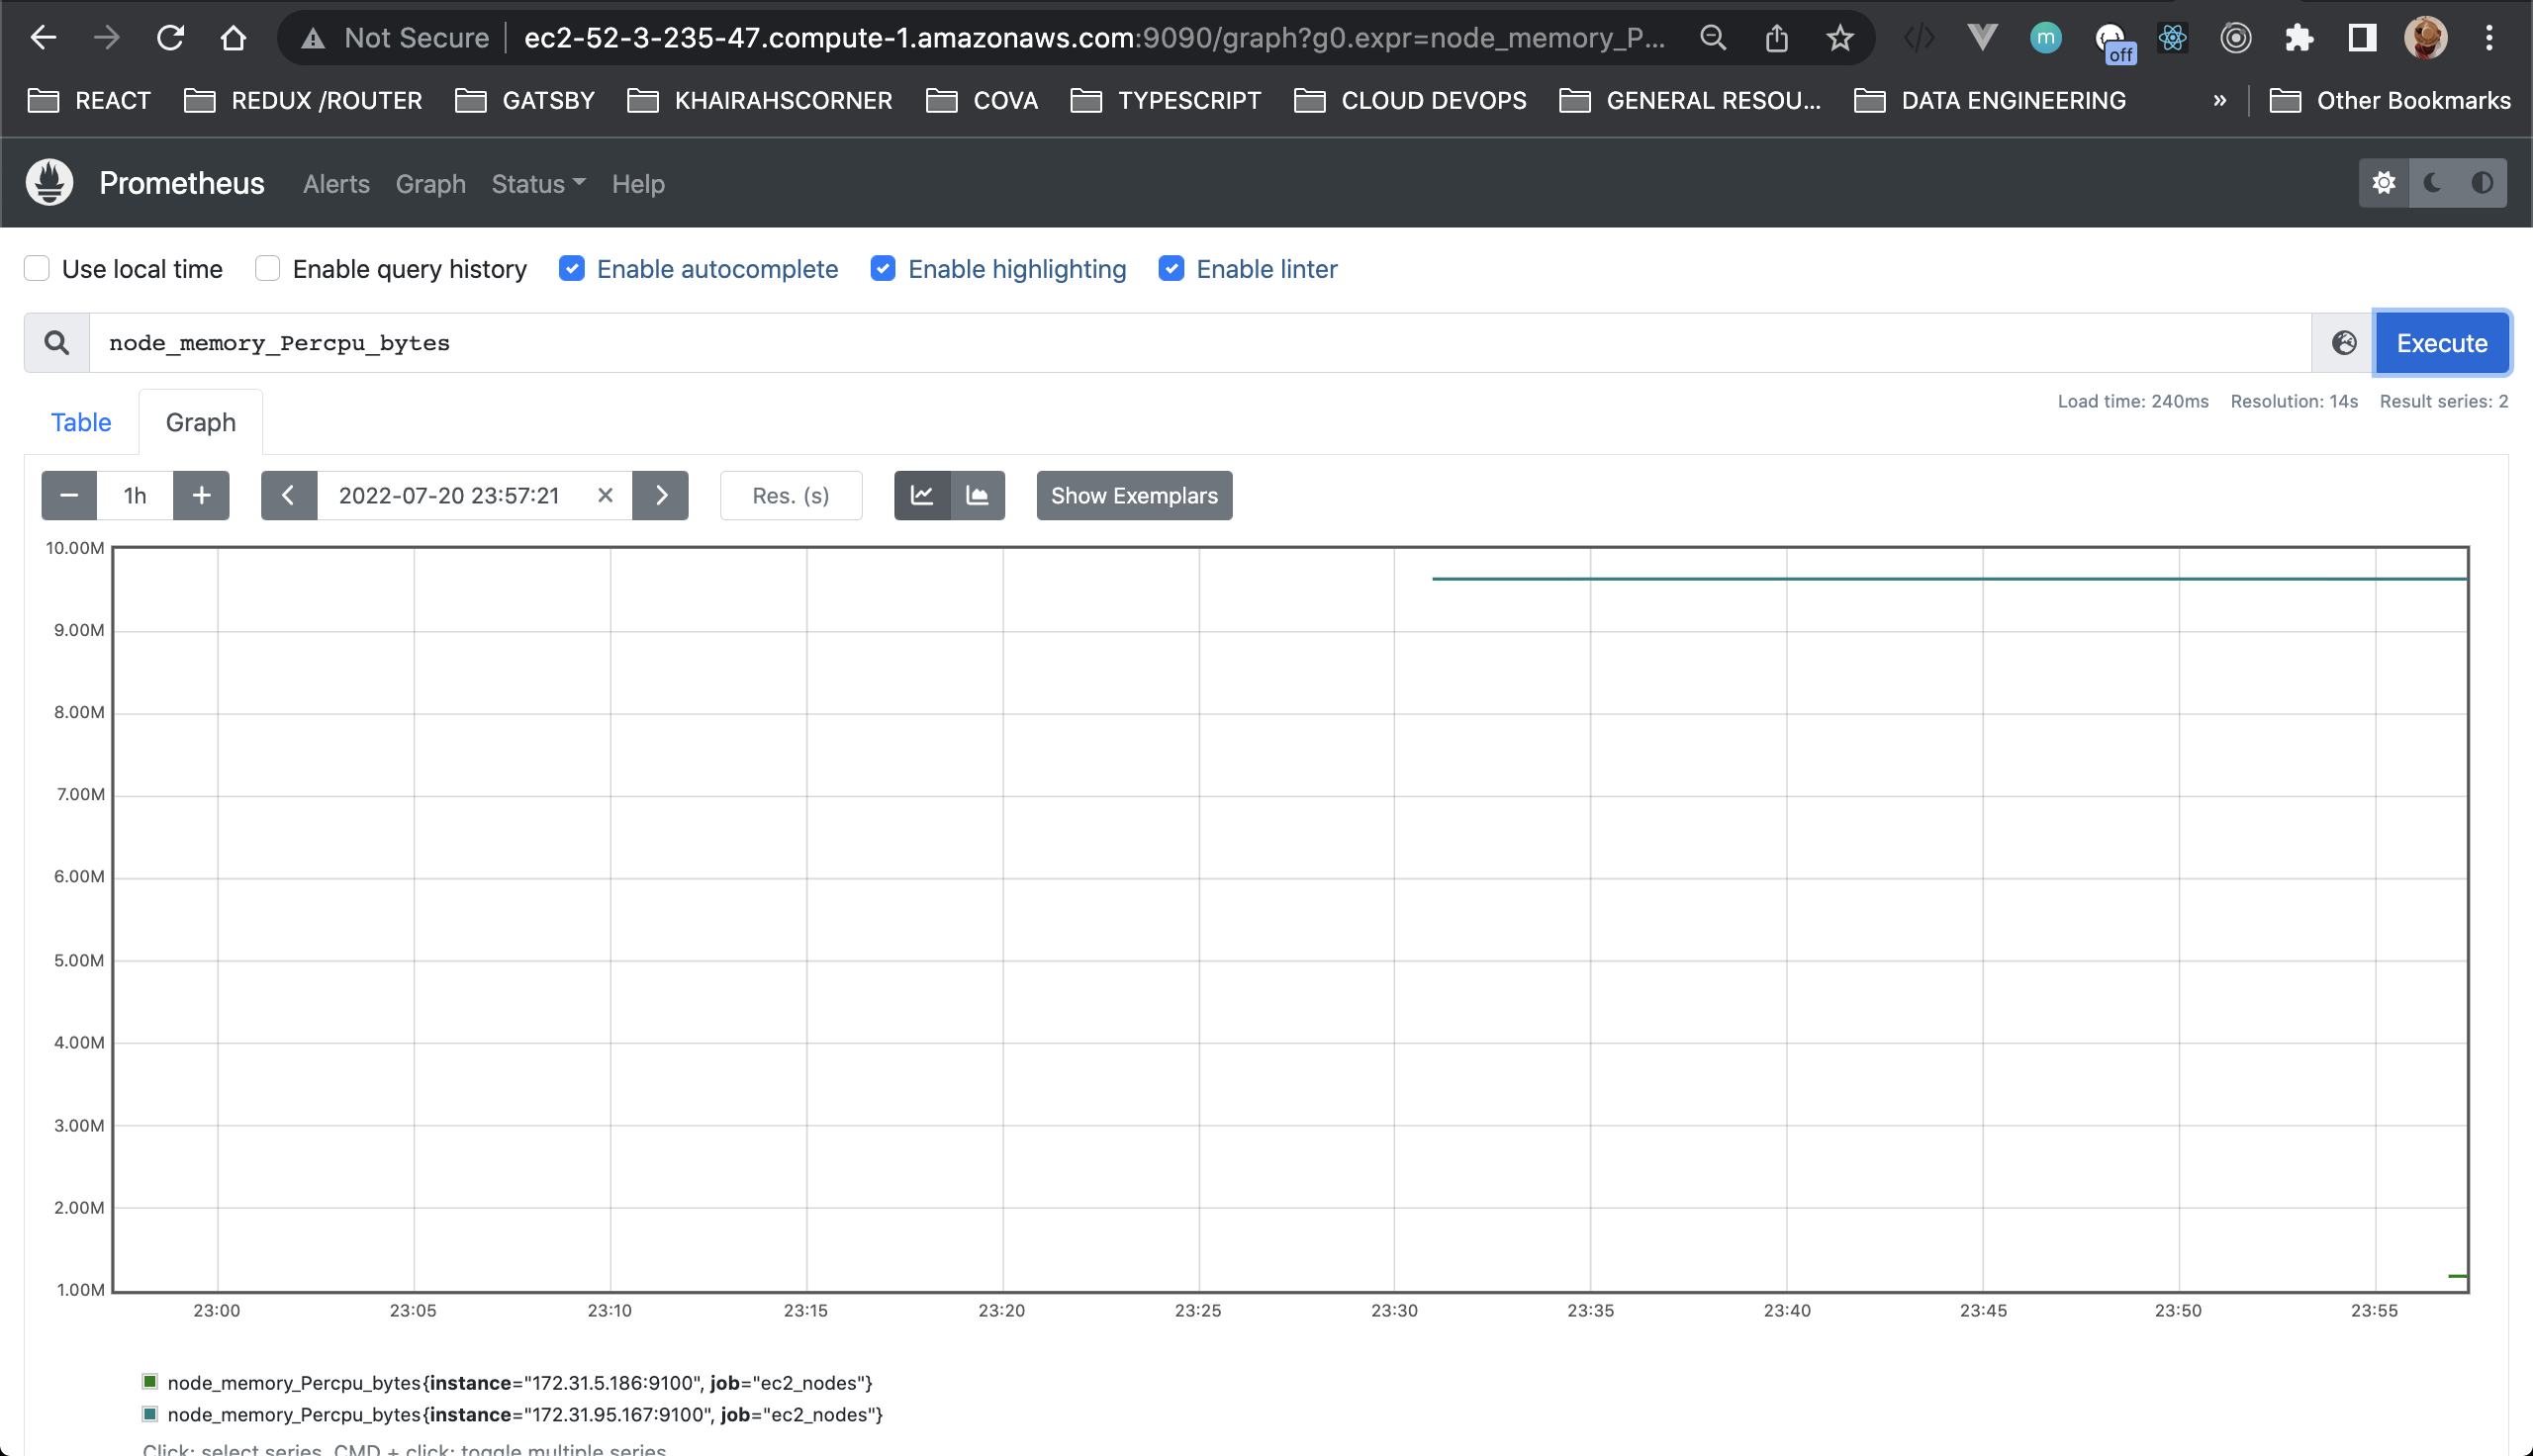 Not Secure ec2-52-3-235-47.compute-1.amazonaws.com:9090/graph?g0.expr=node_memory_P... m off
REACT REDUX /ROUTER GATSBY KHAIRAHSCORNER COVA TYPESCRIPT CLOUD DEVOPS GENERAL RESOU... DATA ENGINEERING » Other Bookmarks
Prometheus Alerts Graph Status Help
Use local time Enable query history Enable autocomplete Enable highlighting Enable linter
node_memory_Percpu_bytes Execute
Load time: 240ms Resolution: 14s Result series: 2
Table Graph
1h 2022-07-20 23:57:21 Res. (s) Show Exemplars
10.00M
9.00M
8.00M
7.00M
6.00M
5.00M
4.00M
3.00M
2.00M
1.00M
23:00 23:05 23:10 23:15 23:20 23:25 23:30 23:35 23:40 23:45 23:50 23:55
node_memory_Percpu_bytes{instance="172.31.5.186:9100", job="ec2_nodes"}
node_memory_Percpu_bytes{instance="172.31.95.167:9100", job="ec2_nodes"}
Click: select series, CMD + click: toggle multiple series